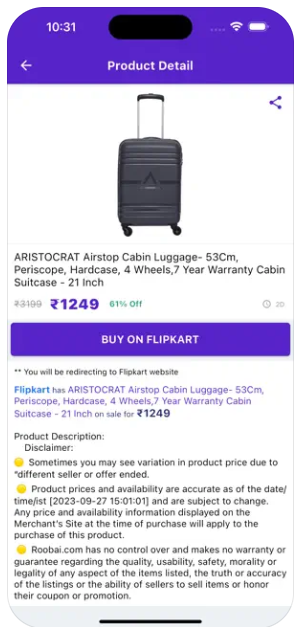 10:31
Product Detail
ARISTOCRAT Airstop Cabin Luggage- 53Cm,
Periscope, Hardcase, 4 Wheels,7 Year Warranty Cabin
Suitcase - 21 Inch
₹3199 ₹1249 61% Off 2D
BUY ON FLIPKART
** You will be redirecting to Flipkart website
Flipkart has ARISTOCRAT Airstop Cabin Luggage- 53Cm,
Periscope, Hardcase, 4 Wheels,7 Year Warranty Cabin
Suitcase - 21 Inch on sale for ₹1249
Product Description:
Disclaimer:
Sometimes you may see variation in product price due to
"different seller or offer ended.
Product prices and availability are accurate as of the date/
time/ist [2023-09-27 15:01:01] and are subject to change.
Any price and availability information displayed on the
Merchant's Site at the time of purchase will apply to the
purchase of this product.
Roobai.com has no control over and makes no warranty or
guarantee regarding the quality, usability, safety, morality or
legality of any aspect of the items listed, the truth or accuracy
of the listings or the ability of sellers to sell items or honor
their coupon or promotion.